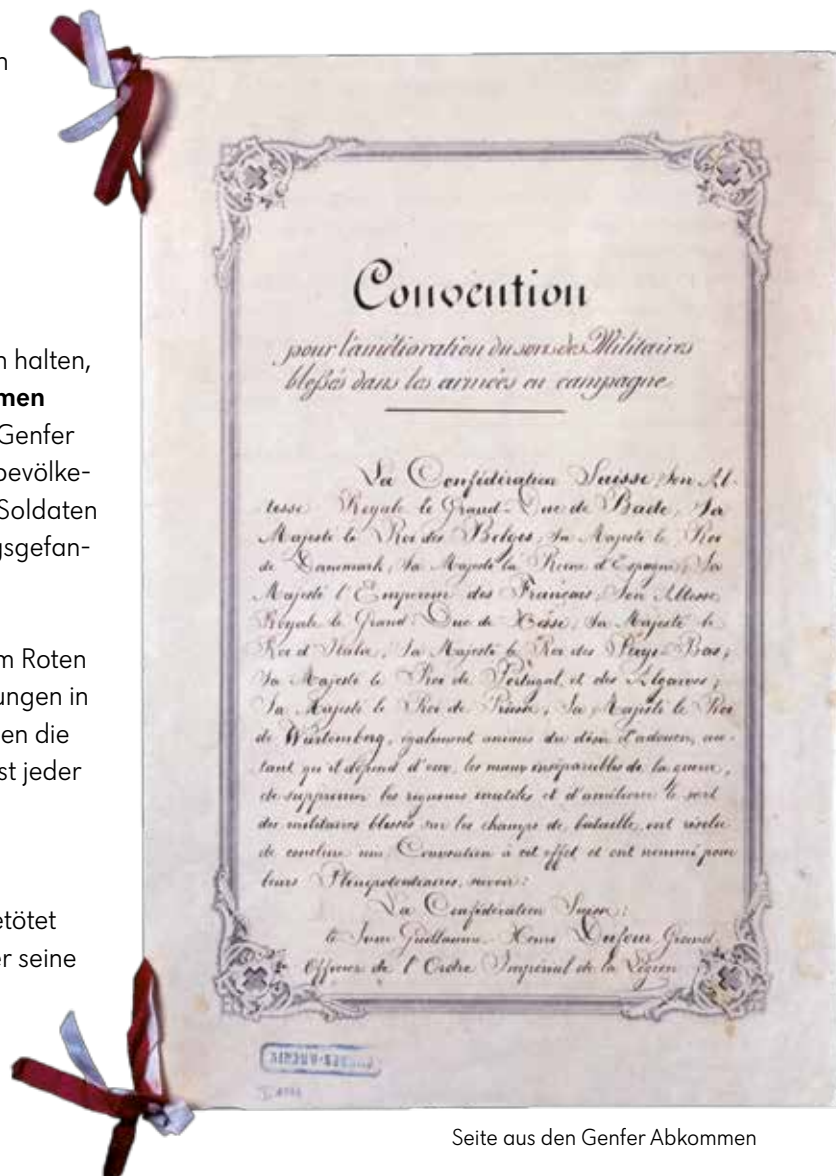 n halten,
men
Genfer
bevölke-
Soldaten
gsgefan-
m Roten
ungen in
en die
st jeder
etötet
er seine
Convention
pour l'amélioration du sort des Militaires
blessés dans les armées en campagne
La Confédération Suisse, Son Al-
tesse Royale le Grand-Duc de Bade, Sa
Majesté le Roi des Belges, Sa Majesté le Roi
de Danemark, Sa Majesté la Reine d'Espagne, Sa
Majesté l'Empereur des Français, Son Altesse
Royale le Grand Duc de Hesse, Sa Majesté le
Roi d'Italie, Sa Majesté le Roi des Pays-Bas,
Sa Majesté le Roi de Portugal et des Algarves,
Sa Majesté le Roi de Prusse, Sa Majesté le Roi
de Wurtemberg, également animés du désir d'adoucir, au-
tant qu'il dépend d'eux, les maux inséparables de la guerre,
de supprimer les rigueurs inutiles et d'améliorer le sort
des militaires blessés sur les champs de bataille, ont résolu
de conclure une Convention à cet effet et ont nommé pour
leurs Plénipotentiaires, savoir:
La Confédération Suisse:
le Sieur Guillaume-Henri Dufour, Grand
Officier de l'Ordre Impérial de la Légion
Seite aus den Genfer Abkommen